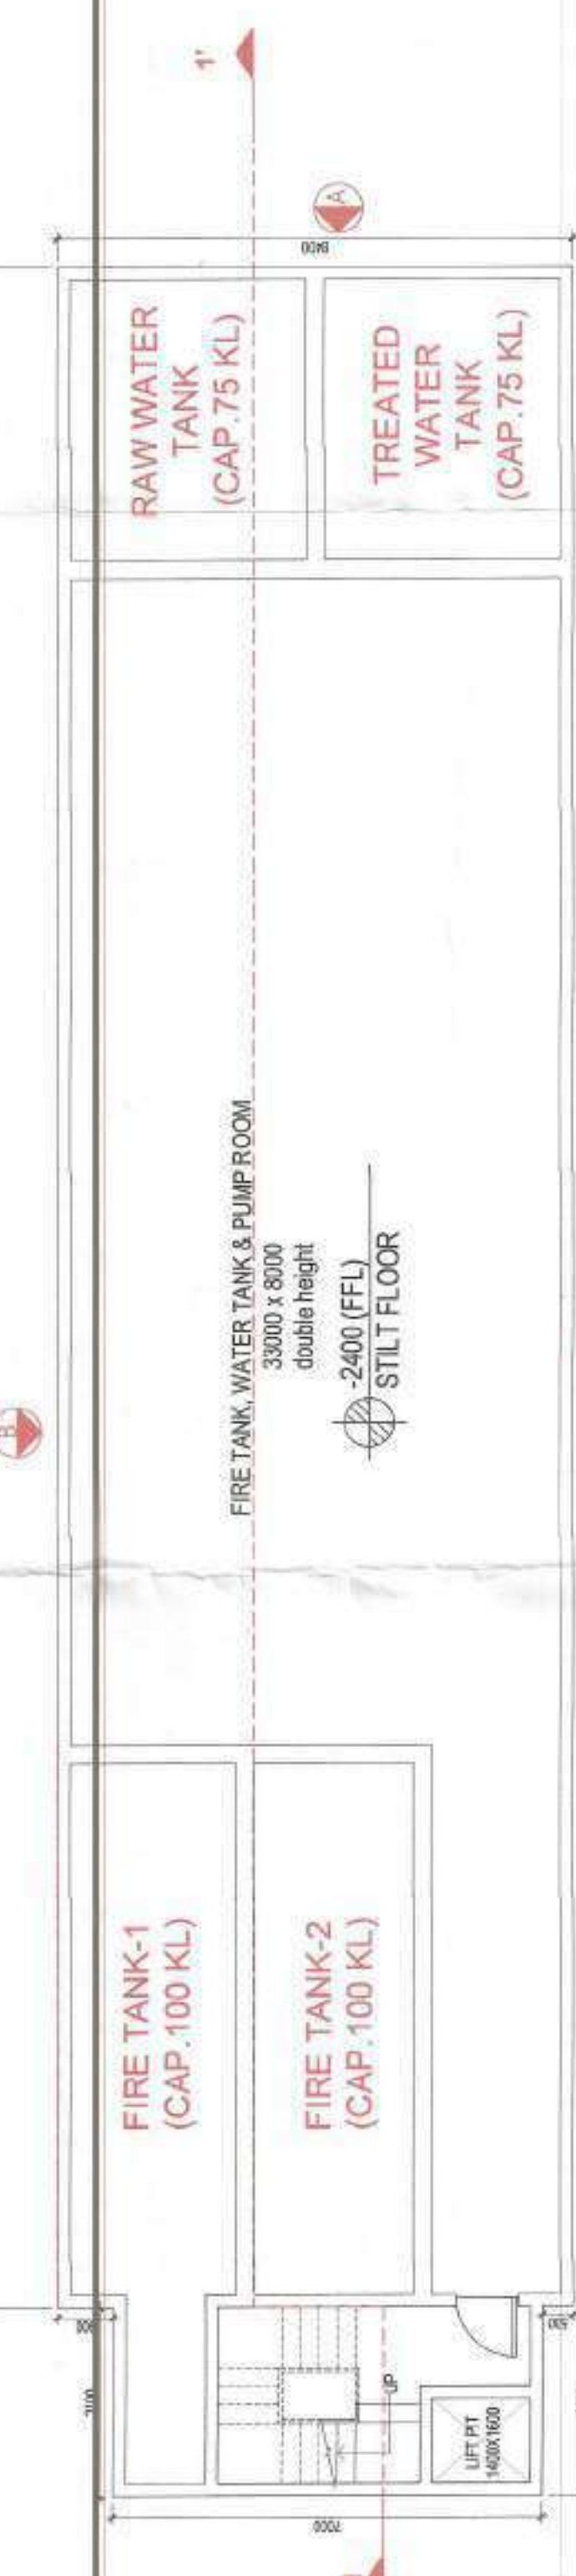 1'
A
8400
RAW WATER
TANK
(CAP.75 KL)
TREATED
WATER
TANK
(CAP.75 KL)
FIRE TANK, WATER TANK & PUMP ROOM
33000 x 8000
double height
-2400 (FFL)
STILT FLOOR
B
FIRE TANK-1
(CAP.100 KL)
FIRE TANK-2
(CAP.100 KL)
UP
LIFT PIT
1400X1600
7000